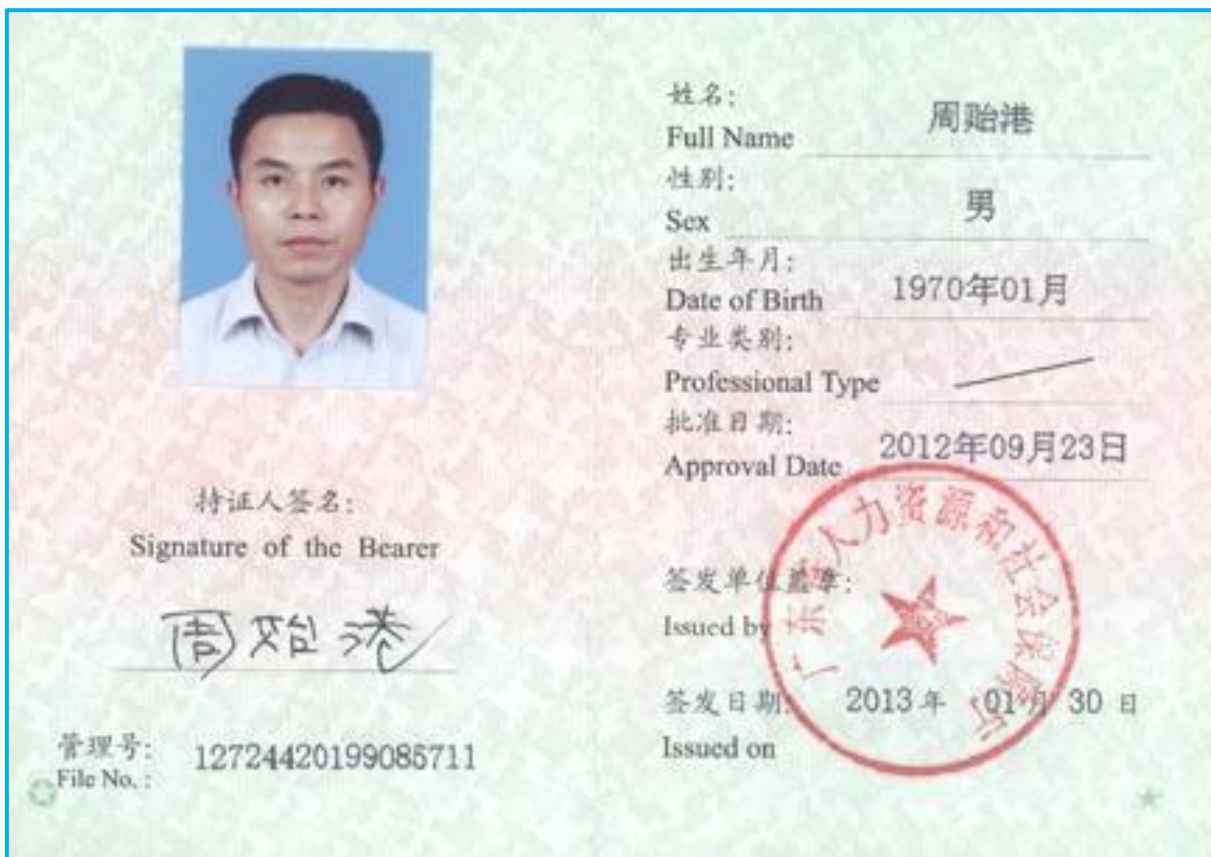 持证人签名:
Signature of the Bearer
周贻港
管理号:
File No. :
12724420199085711
姓名:
Full Name
周贻港
性别:
Sex
男
出生年月:
Date of Birth
1970年01月
专业类别:
Professional Type
批准日期:
Approval Date
2012年09月23日
签发单位盖章:
Issued by
广东省人力资源和社会保障厅
签发日期:
Issued on
2013年 01月 30日